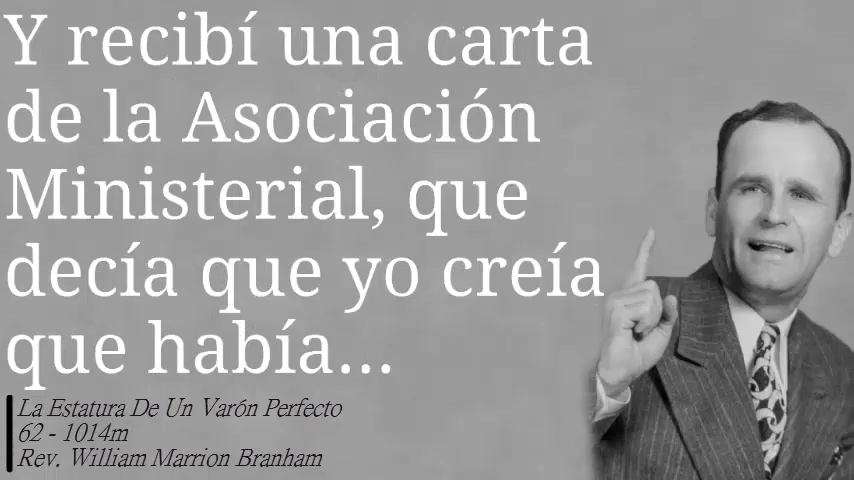 Y recibí una carta
de la Asociación
Ministerial, que
decía que yo creía
que había...
La Estatura De Un Varón Perfecto
62 - 1014m
Rev. William Marrion Branham